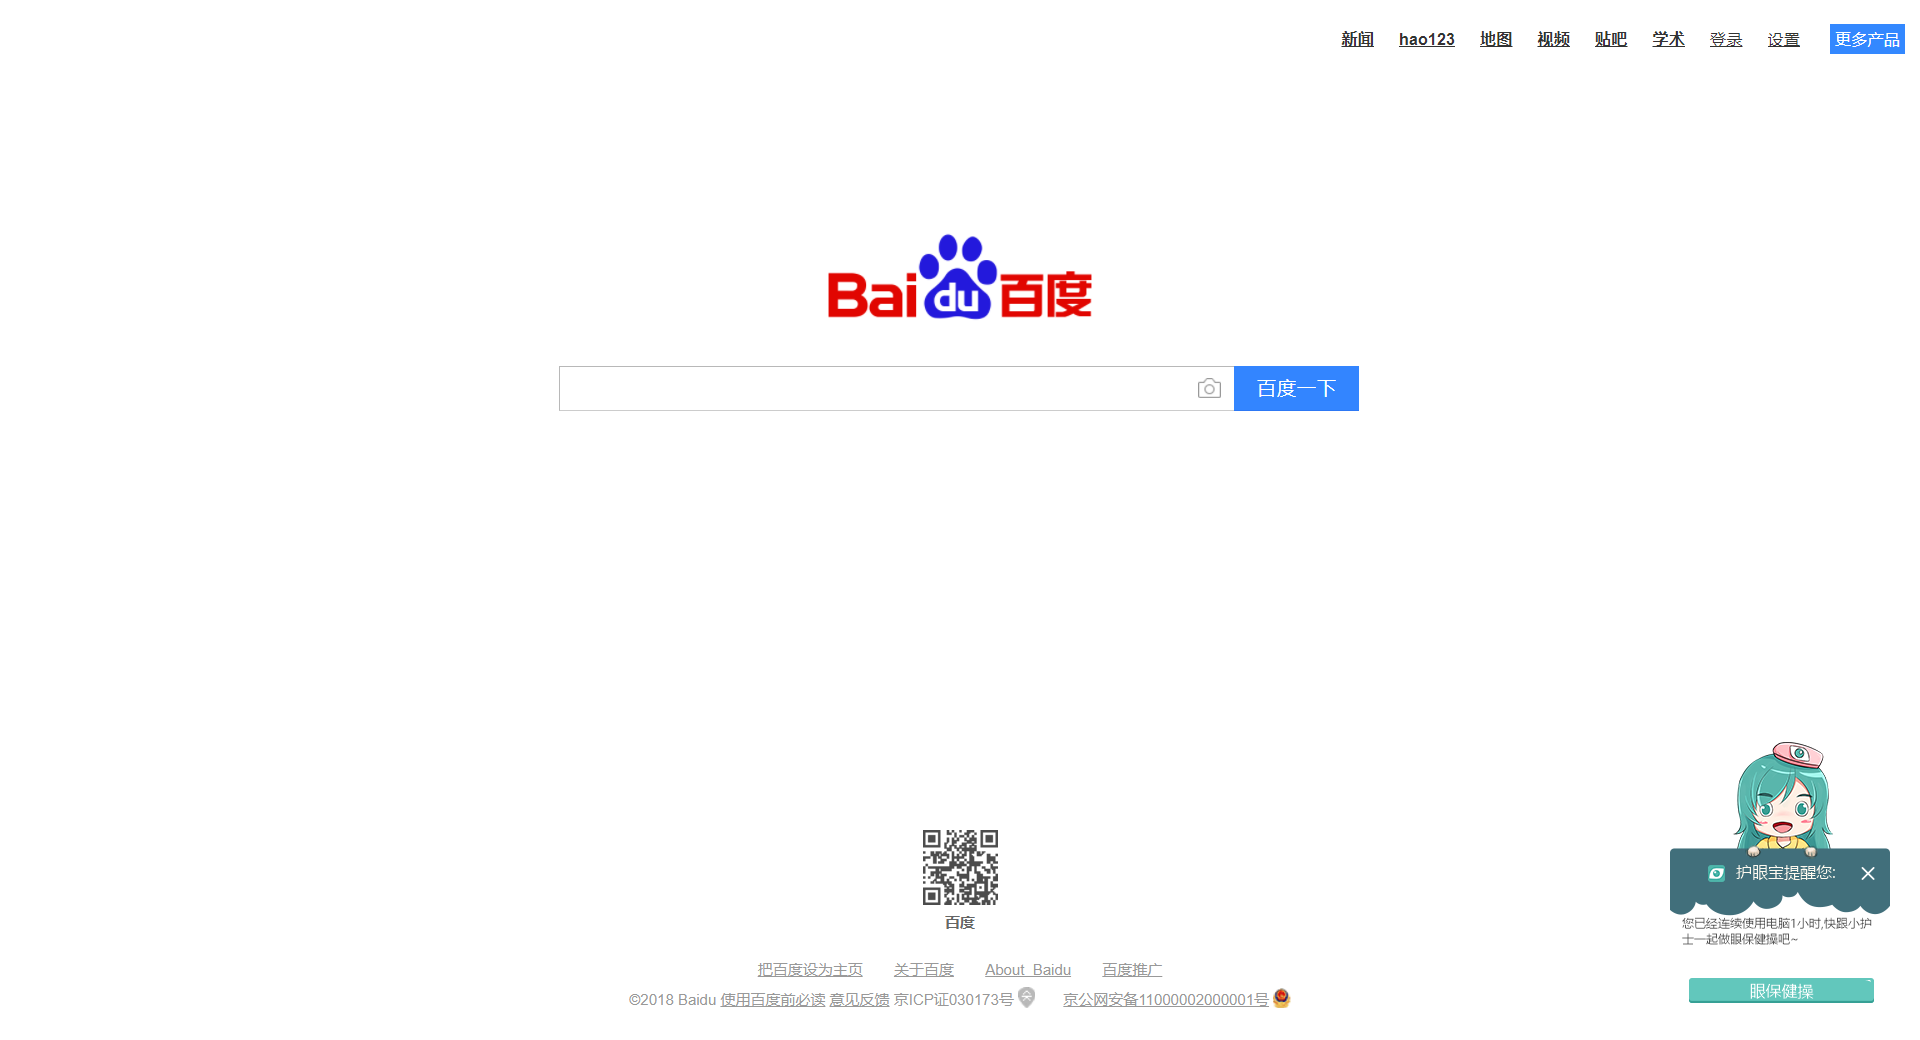 新闻 hao123 地图 视频 贴吧 学术 登录 设置 更多产品
Bai du 百度
百度一下
百度
护眼宝提醒您:
您已经连续使用电脑1小时,快跟小护
士一起做眼保健操吧~
眼保健操
把百度设为主页 关于百度 About Baidu 百度推广
©2018 Baidu 使用百度前必读 意见反馈 京ICP证030173号 京公网安备11000002000001号